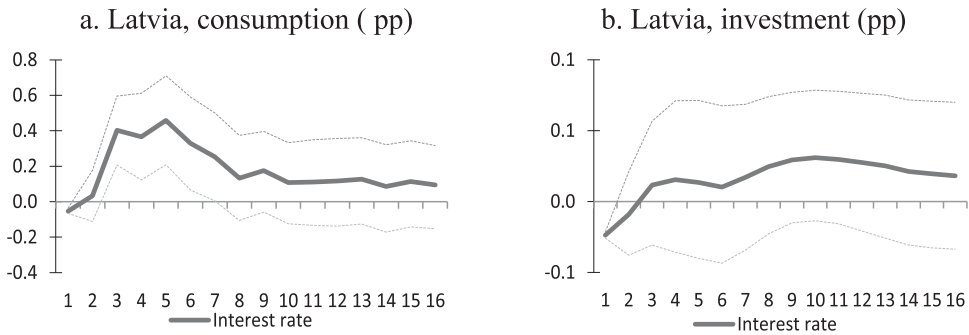 a. Latvia, consumption ( pp)
0.8
0.6
0.4
0.2
0.0
-0.2
-0.4
1 2 3 4 5 6 7 8 9 10 11 12 13 14 15 16
Interest rate
b. Latvia, investment (pp)
0.1
0.1
0.0
-0.1
1 2 3 4 5 6 7 8 9 10 11 12 13 14 15 16
Interest rate